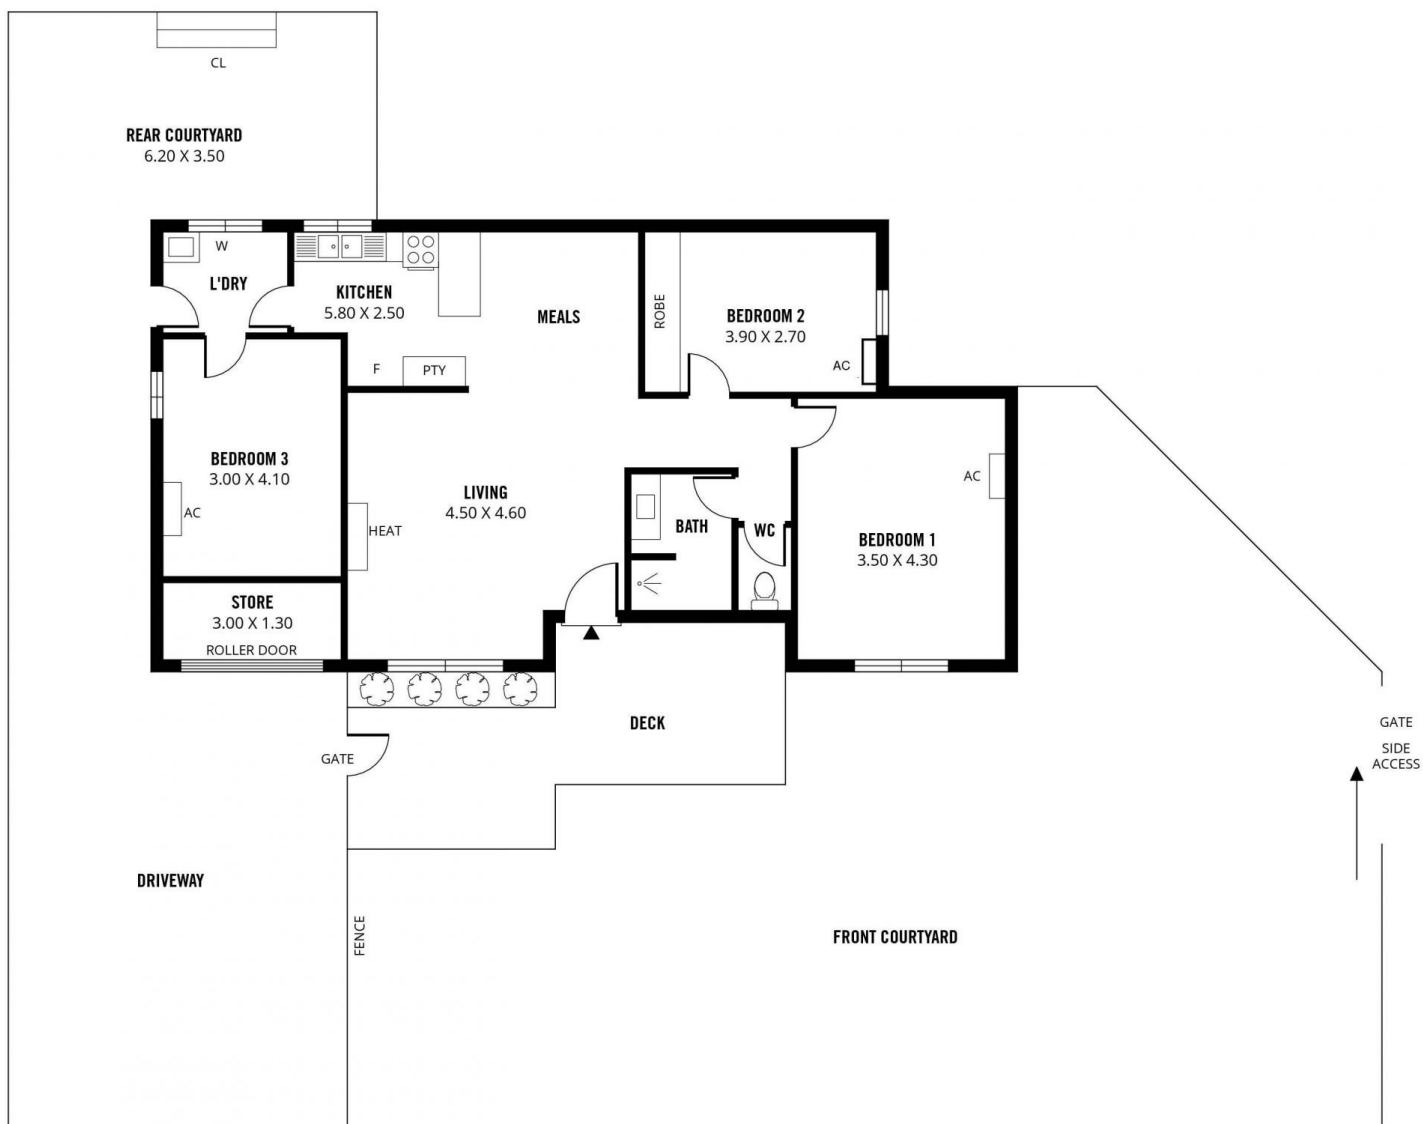 CL
REAR COURTYARD
6.20 X 3.50
W
L'DRY
KITCHEN
5.80 X 2.50
F
PTY
MEALS
ROBE
BEDROOM 2
3.90 X 2.70
AC
BEDROOM 3
3.00 X 4.10
AC
LIVING
4.50 X 4.60
HEAT
BATH
WC
BEDROOM 1
3.50 X 4.30
AC
STORE
3.00 X 1.30
ROLLER DOOR
DECK
GATE
GATE
SIDE
ACCESS
DRIVEWAY
FENCE
FRONT COURTYARD